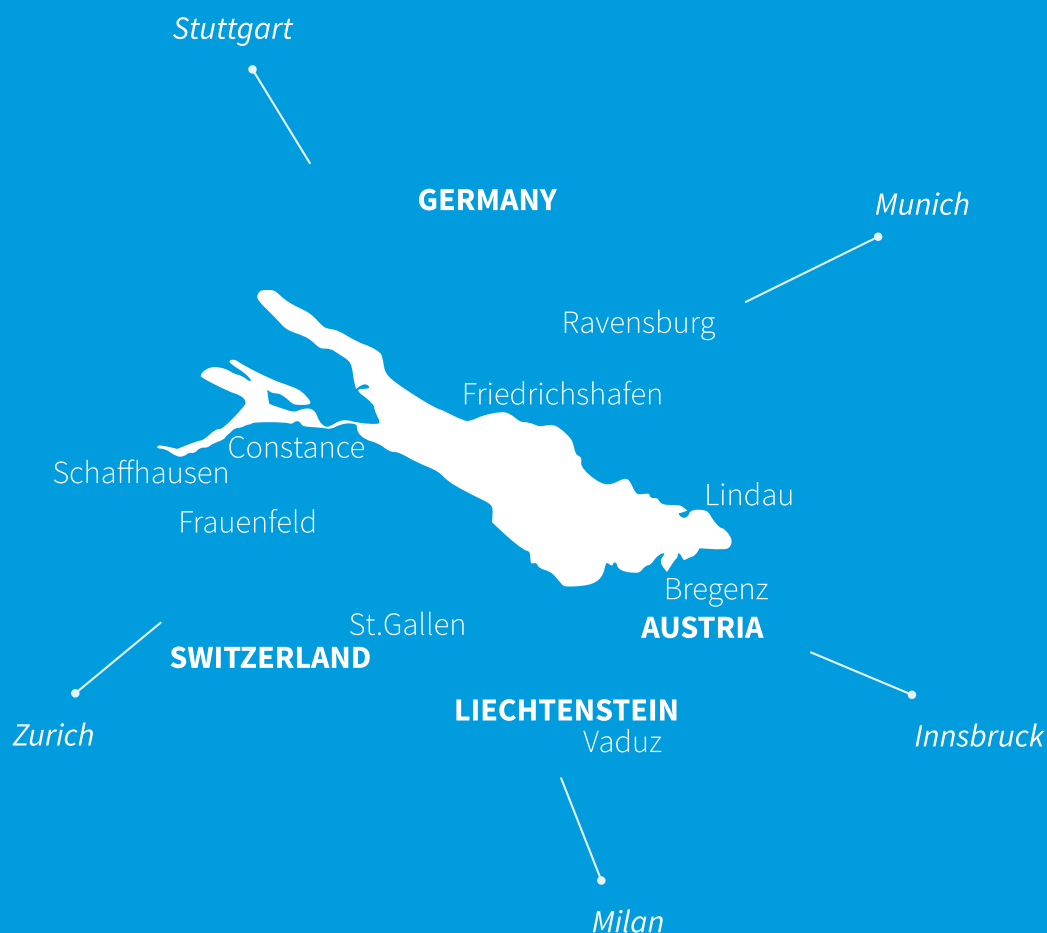 Stuttgart
GERMANY
Munich
Ravensburg
Friedrichshafen
Constance
Schaffhausen
Lindau
Frauenfeld
Bregenz
St.Gallen
AUSTRIA
SWITZERLAND
LIECHTENSTEIN
Vaduz
Zurich
Innsbruck
Milan